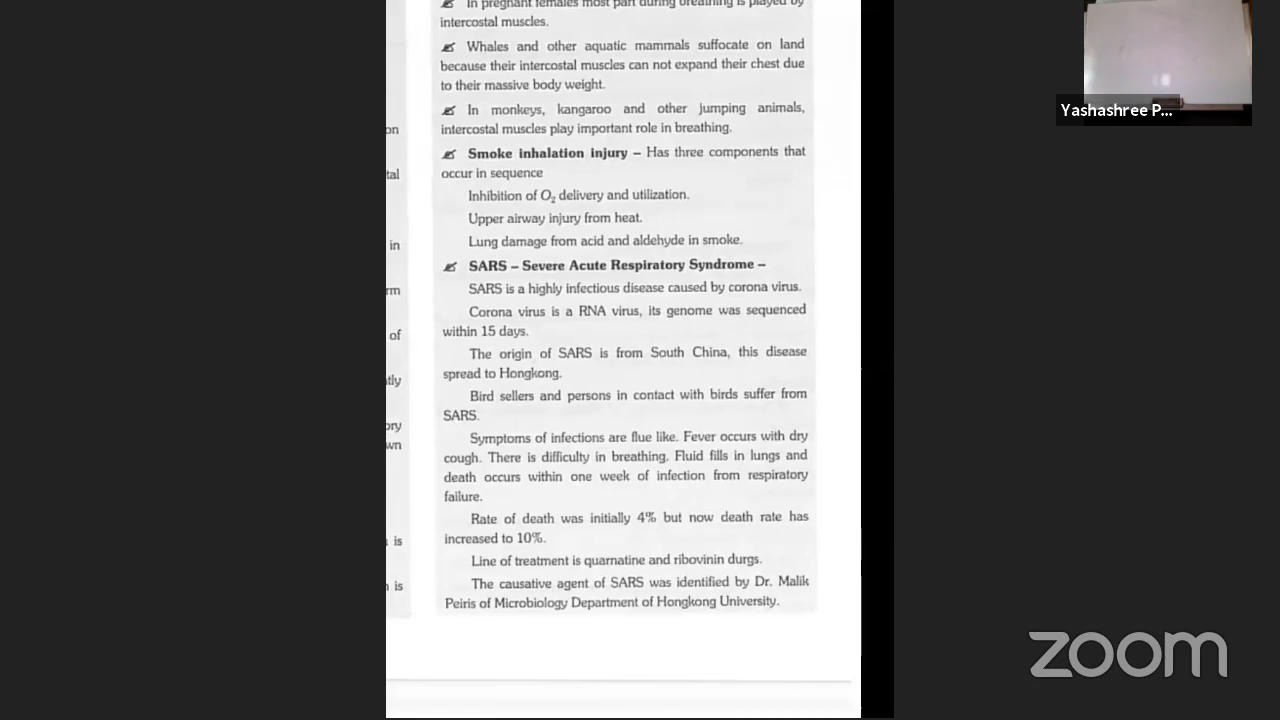 In pregnant females most part during breathing is played by
intercostal muscles.
Whales and other aquatic mammals suffocate on land
because their intercostal muscles can not expand their chest due
to their massive body weight.
In monkeys, kangaroo and other jumping animals,
intercostal muscles play important role in breathing.
Smoke inhalation injury – Has three components that
occur in sequence
Inhibition of O₂ delivery and utilization.
Upper airway injury from heat.
Lung damage from acid and aldehyde in smoke.
SARS – Severe Acute Respiratory Syndrome –
SARS is a highly infectious disease caused by corona virus.
Corona virus is a RNA virus, its genome was sequenced
within 15 days.
The origin of SARS is from South China, this disease
spread to Hongkong.
Bird sellers and persons in contact with birds suffer from
SARS.
Symptoms of infections are flue like. Fever occurs with dry
cough. There is difficulty in breathing. Fluid fills in lungs and
death occurs within one week of infection from respiratory
failure.
Rate of death was initially 4% but now death rate has
increased to 10%.
Line of treatment is quarnatine and ribovinin durgs.
The causative agent of SARS was identified by Dr. Malik
Peiris of Microbiology Department of Hongkong University.
on
tal
in
rm
of
tly
ory
wn
is
is
Yashashree P...
zoom